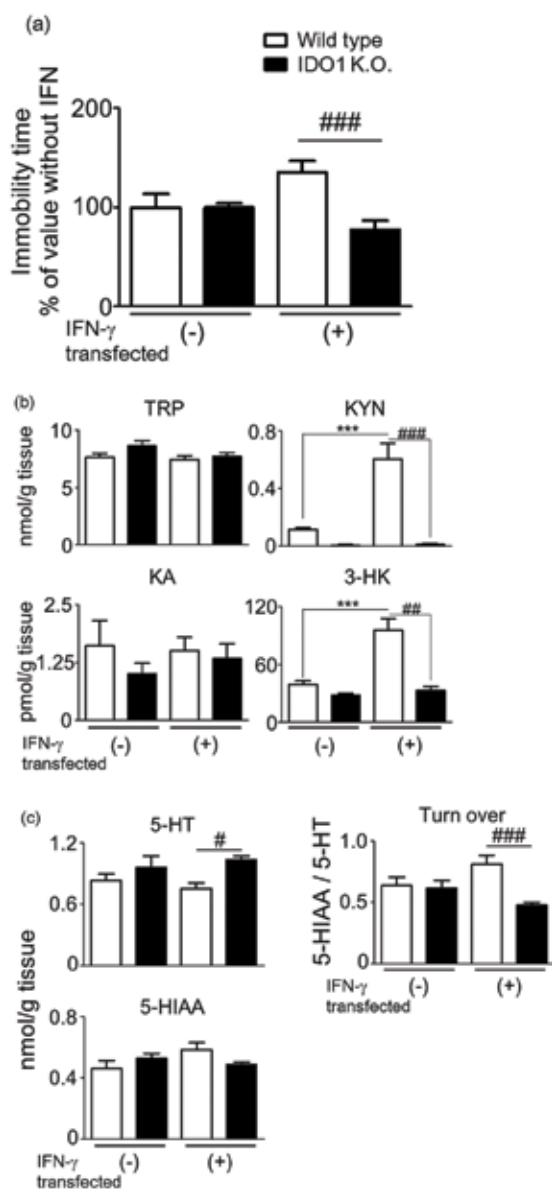 (a)
Wild type
IDO1 K.O.
Immobility time
% of value without IFN
200
100
0
###
IFN-γ
transfected
(-)
(+)
(b)
TRP
KYN
nmol/g tissue
10
5
0
0.8
0.4
0
***
###
KA
3-HK
pmol/g tissue
2.5
1.25
0
120
60
0
***
##
IFN-γ
transfected
(-)
(+)
(-)
(+)
(c)
5-HT
Turn over
nmol/g tissue
1.2
0.6
0
#
5-HIAA / 5-HT
1.0
0.5
0
###
IFN-γ
transfected
(-)
(+)
5-HIAA
0.8
0.4
0
IFN-γ
transfected
(-)
(+)